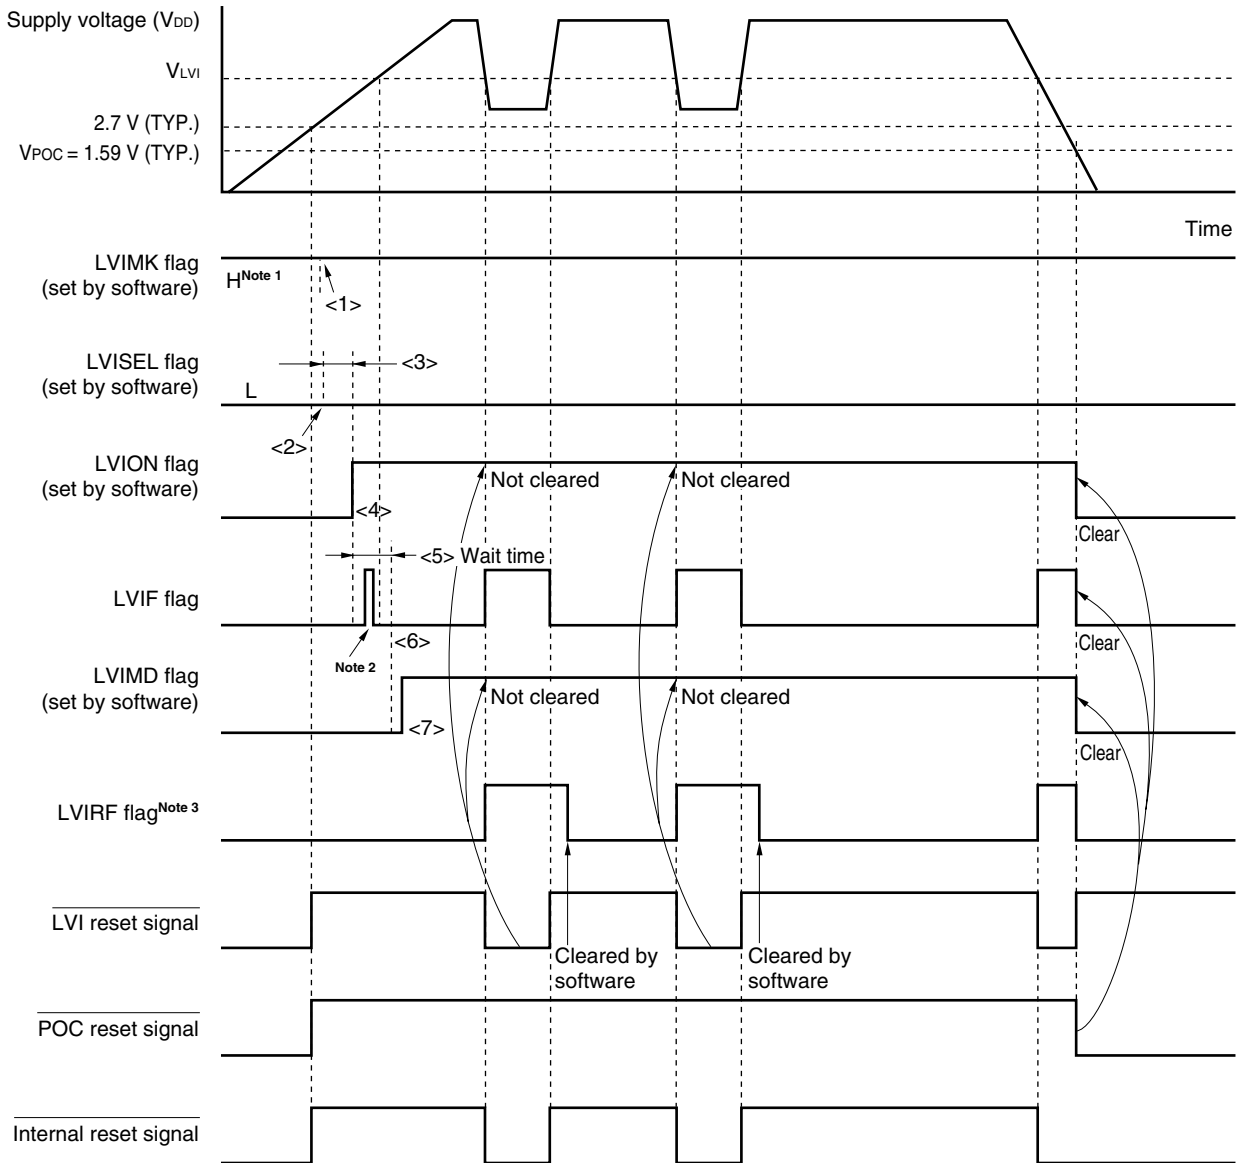 Supply voltage (VDD)
VLVI
2.7 V (TYP.)
VPOC = 1.59 V (TYP.)
Time
LVIMK flag
(set by software)
HNote 1
<1>
LVISEL flag
(set by software)
<3>
L
<2>
LVION flag
(set by software)
Not cleared
Not cleared
<4>
Clear
<5> Wait time
LVIF flag
Note 2
<6>
Clear
LVIMD flag
(set by software)
Not cleared
Not cleared
<7>
Clear
LVIRF flagNote 3
LVI reset signal
Cleared by
software
Cleared by
software
POC reset signal
Internal reset signal